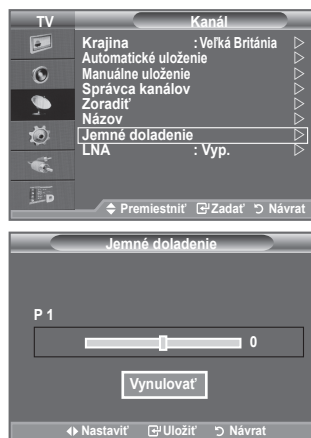 TV Kanál
Krajina : Veľká Británia
Automatické uloženie
Manuálne uloženie
Správca kanálov
Zoradiť
Názov
Jemné doladenie
LNA : Vyp.
Premiestniť Zadať Návrat
Jemné doladenie
P 1
0
Vynulovať
Nastaviť Uložiť Návrat